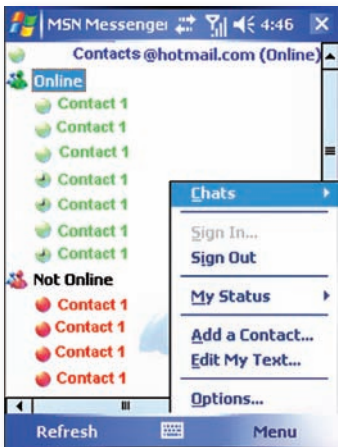 MSN Messenger 4:46
Contacts@hotmail.com (Online)
Online
Contact 1
Contact 1
Contact 1
Contact 1
Contact 1
Contact 1
Contact 1
Not Online
Contact 1
Contact 1
Contact 1
Contact 1
Chats
Sign In...
Sign Out
My Status
Add a Contact...
Edit My Text...
Options...
Refresh Menu